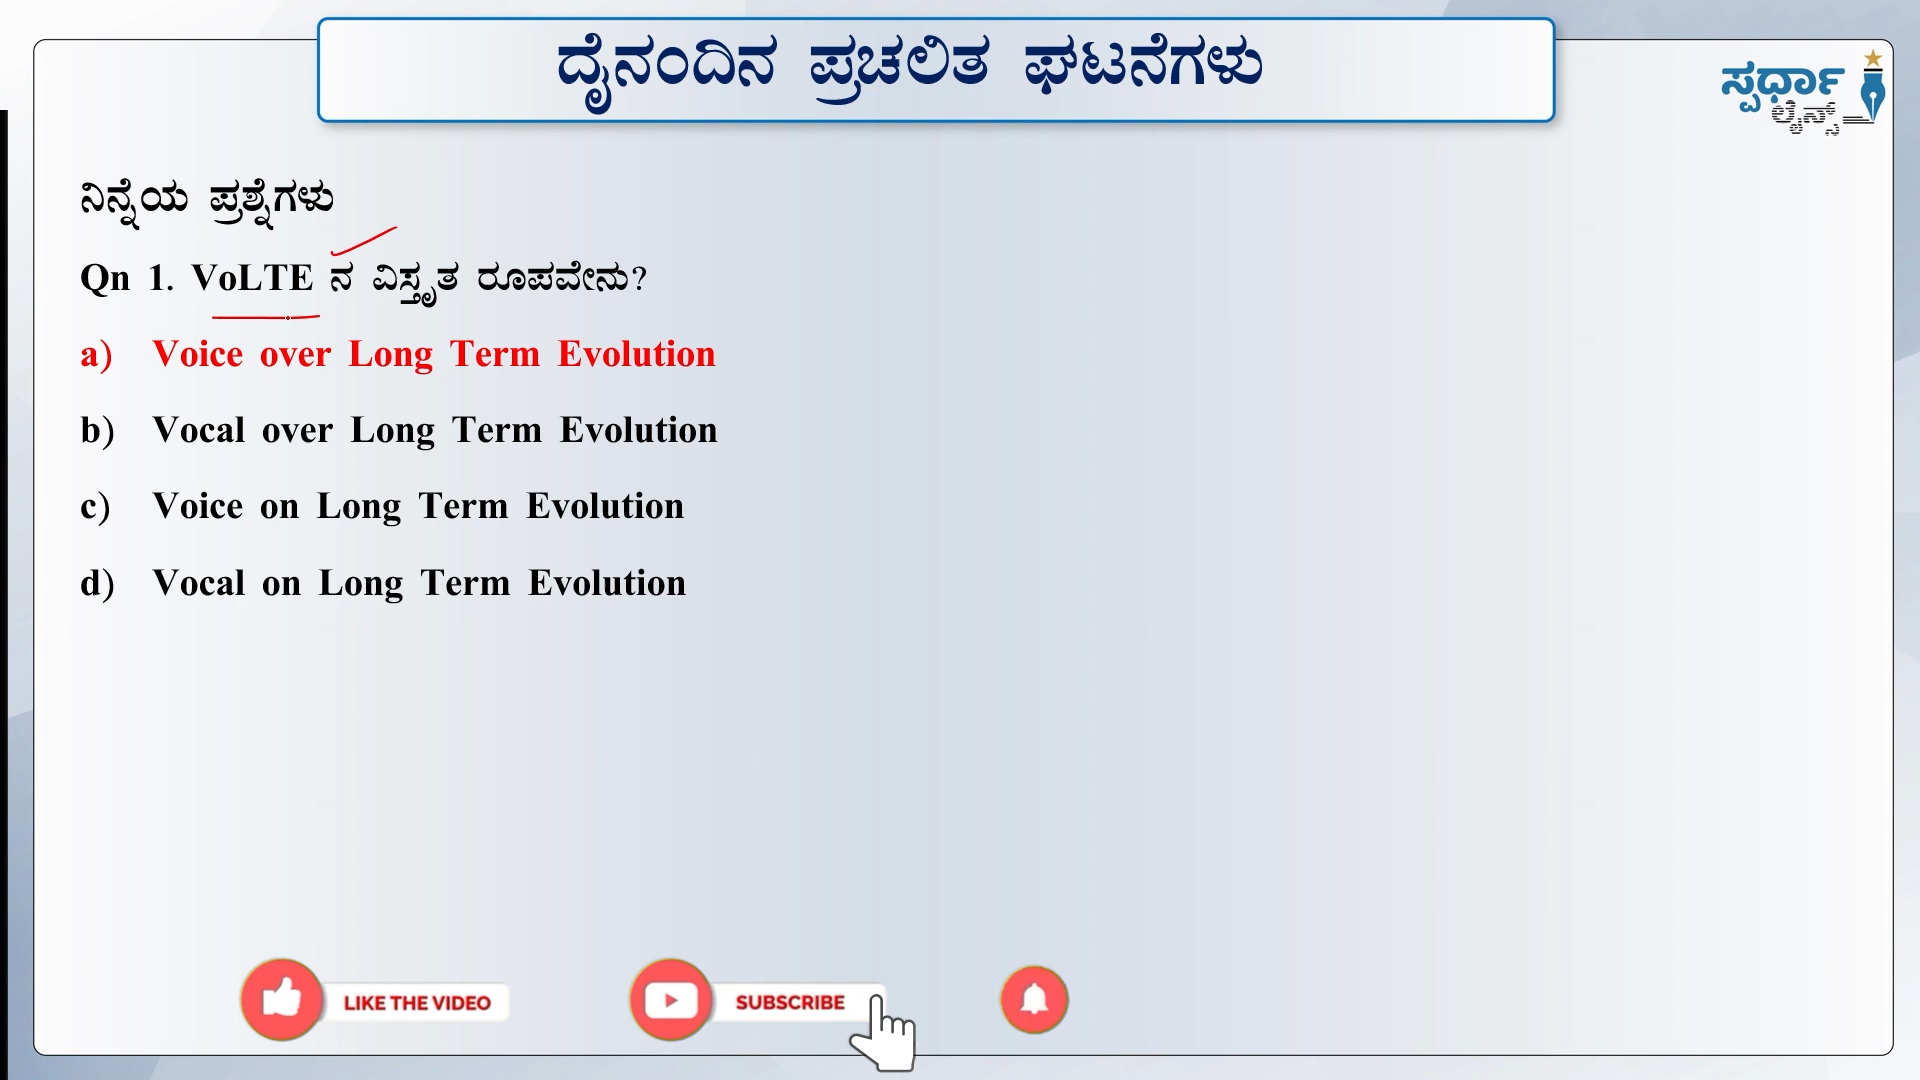 ದೈನಂದಿನ ಪ್ರಚಲಿತ ಘಟನೆಗಳು
ಸ್ಪರ್ಧಾ
ಲೈನ್ಸ್
ನಿನ್ನೆಯ ಪ್ರಶ್ನೆಗಳು
Qn 1. VoLTE ನ ವಿಸ್ತೃತ ರೂಪವೇನು?
a) Voice over Long Term Evolution
b) Vocal over Long Term Evolution
c) Voice on Long Term Evolution
d) Vocal on Long Term Evolution
LIKE THE VIDEO
SUBSCRIBE